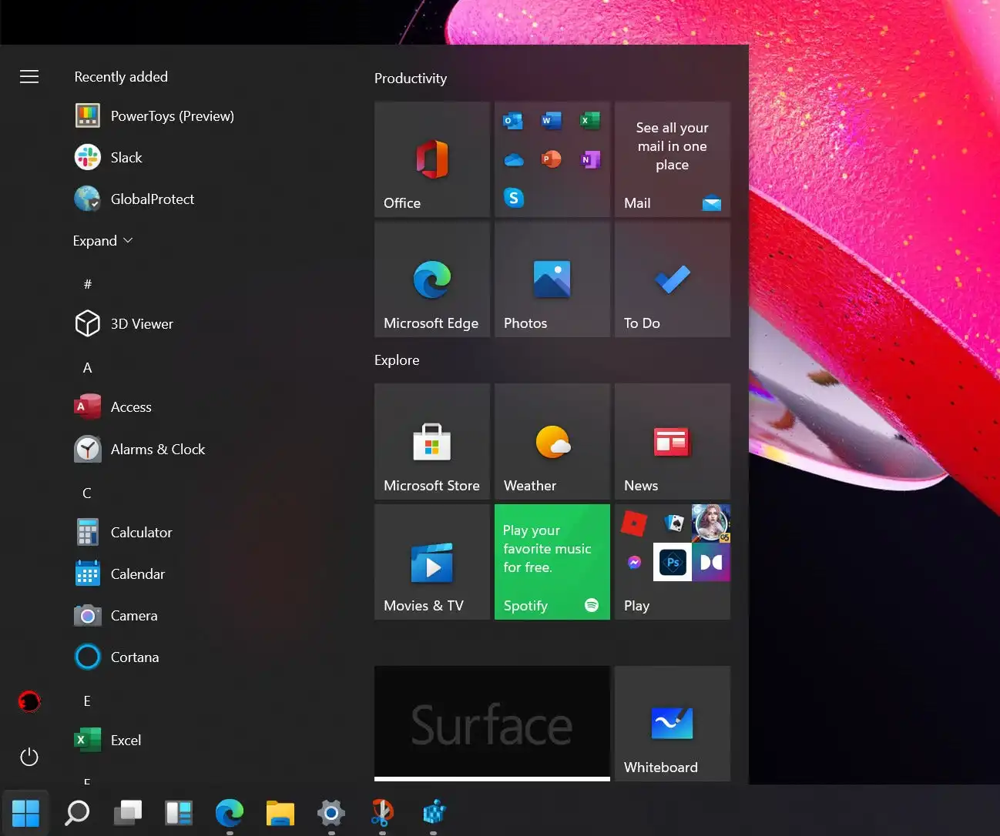 Recently added
PowerToys (Preview)
Slack
GlobalProtect
Expand
#
3D Viewer
A
Access
Alarms & Clock
C
Calculator
Calendar
Camera
Cortana
E
Excel
Productivity
Office
See all your
mail in one
place
Mail
Microsoft Edge
Photos
To Do
Explore
Microsoft Store
Weather
News
Movies & TV
Play your
favorite music
for free.
Spotify
Ps
Play
Surface
Whiteboard